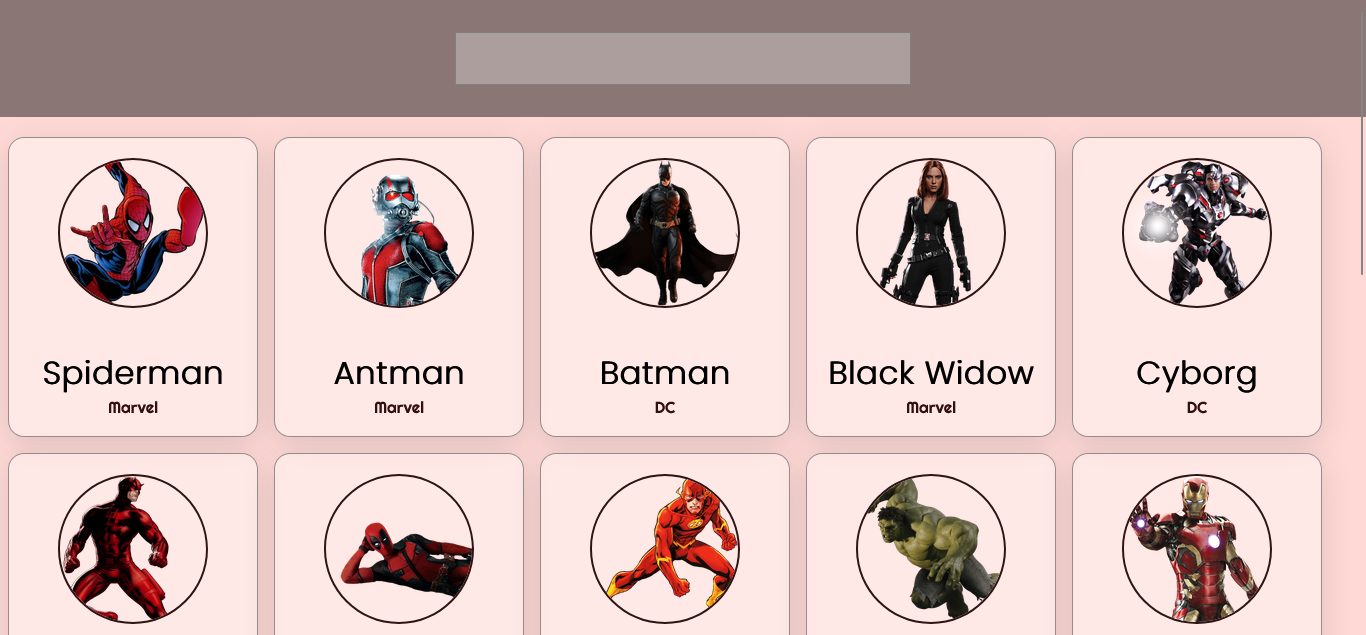 Spiderman
Marvel
Antman
Marvel
Batman
DC
Black Widow
Marvel
Cyborg
DC